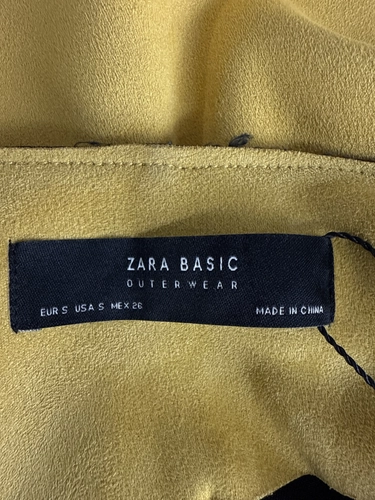 ZARA BASIC
OUTERWEAR
EUR S USA S MEX 26 MADE IN CHINA